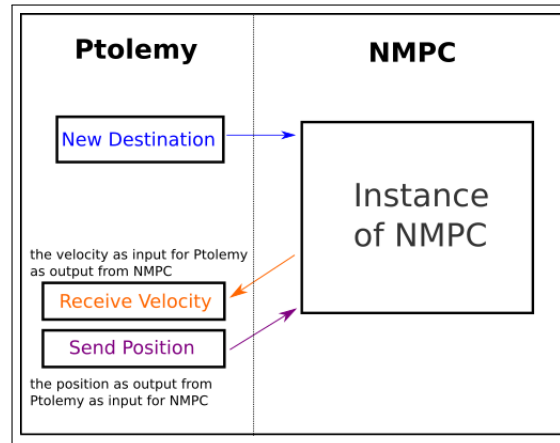 Ptolemy
NMPC
New Destination
Instance
of NMPC
the velocity as input for Ptolemy
as output from NMPC
Receive Velocity
Send Position
the position as output from
Ptolemy as input for NMPC